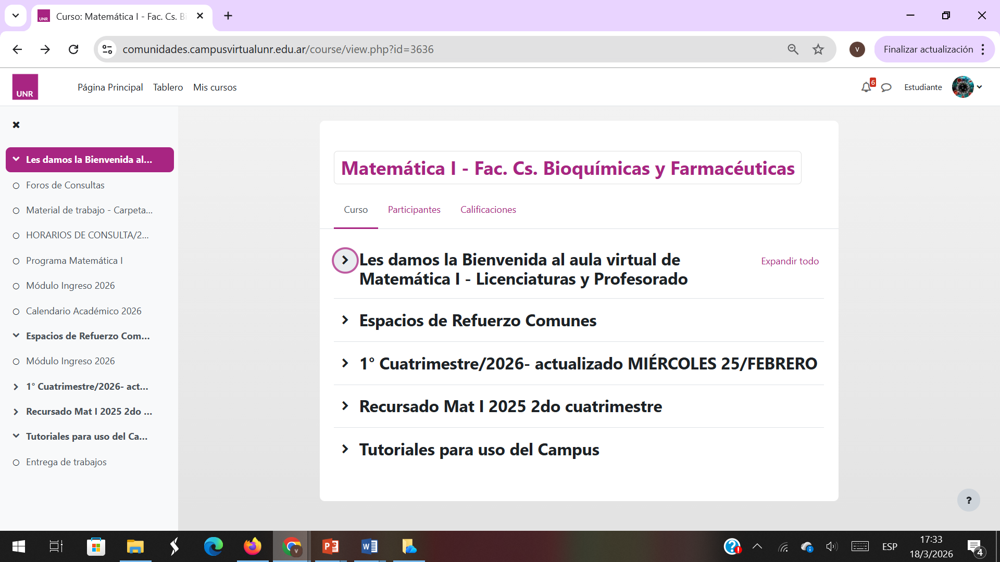 UNR
Curso: Matemática I - Fac. Cs. Bi
comunidades.campusvirtualunr.edu.ar/course/view.php?id=3636
V
Finalizar actualización
UNR
Página Principal
Tablero
Mis cursos
6
Estudiante
Les damos la Bienvenida al...
Foros de Consultas
Material de trabajo - Carpeta...
HORARIOS DE CONSULTA/2...
Programa Matemática I
Módulo Ingreso 2026
Calendario Académico 2026
Espacios de Refuerzo Com...
Módulo Ingreso 2026
1° Cuatrimestre/2026- act...
Recursado Mat I 2025 2do ...
Tutoriales para uso del Ca...
Entrega de trabajos
Matemática I - Fac. Cs. Bioquímicas y Farmacéuticas
Curso
Participantes
Calificaciones
Les damos la Bienvenida al aula virtual de
Matemática I - Licenciaturas y Profesorado
Expandir todo
Espacios de Refuerzo Comunes
1° Cuatrimestre/2026- actualizado MIÉRCOLES 25/FEBRERO
Recursado Mat I 2025 2do cuatrimestre
Tutoriales para uso del Campus
?
V
P
W
?
!
i
ESP
17:33
18/3/2026
4